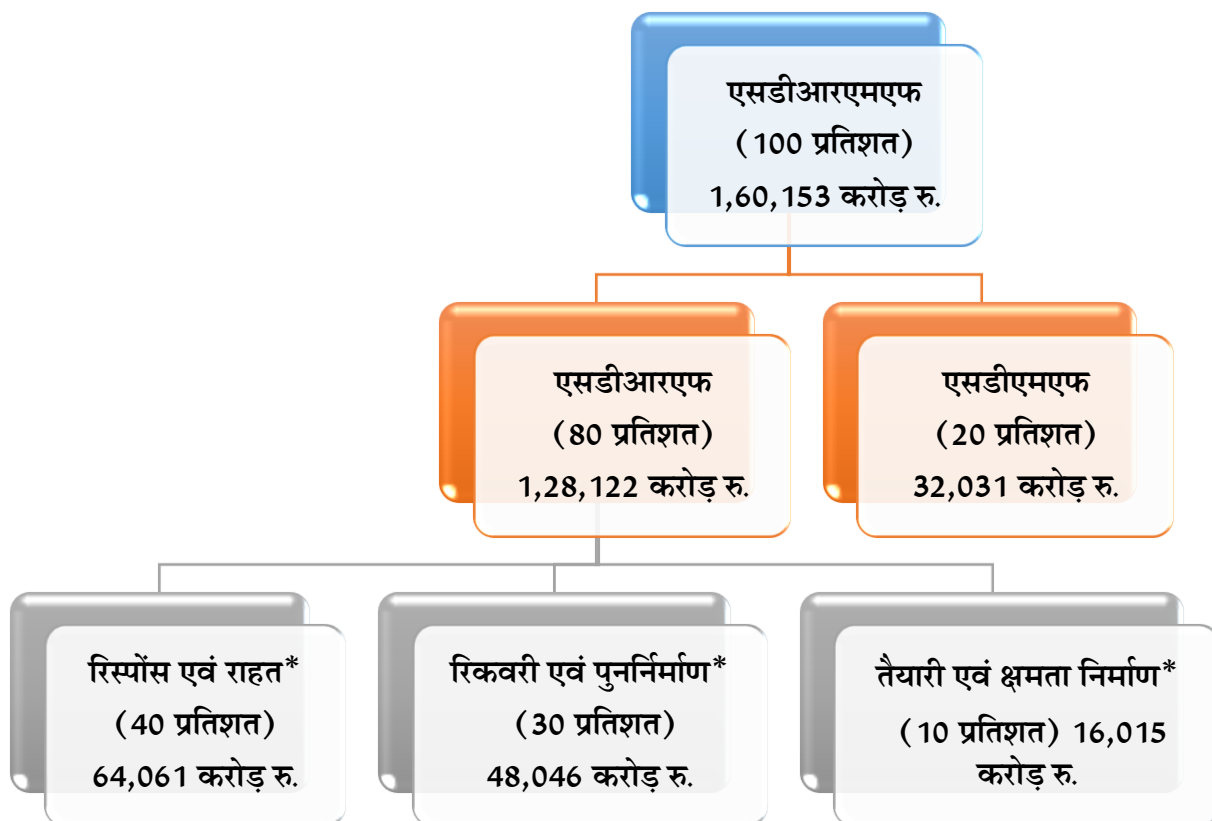 एसडीआरएमएफ
(100 प्रतिशत)
1,60,153 करोड़ रु.
एसडीआरएफ
(80 प्रतिशत)
1,28,122 करोड़ रु.
एसडीएमएफ
(20 प्रतिशत)
32,031 करोड़ रु.
रिस्पोंस एवं राहत*
(40 प्रतिशत)
64,061 करोड़ रु.
रिकवरी एवं पुनर्निर्माण*
(30 प्रतिशत)
48,046 करोड़ रु.
तैयारी एवं क्षमता निर्माण*
(10 प्रतिशत) 16,015
करोड़ रु.